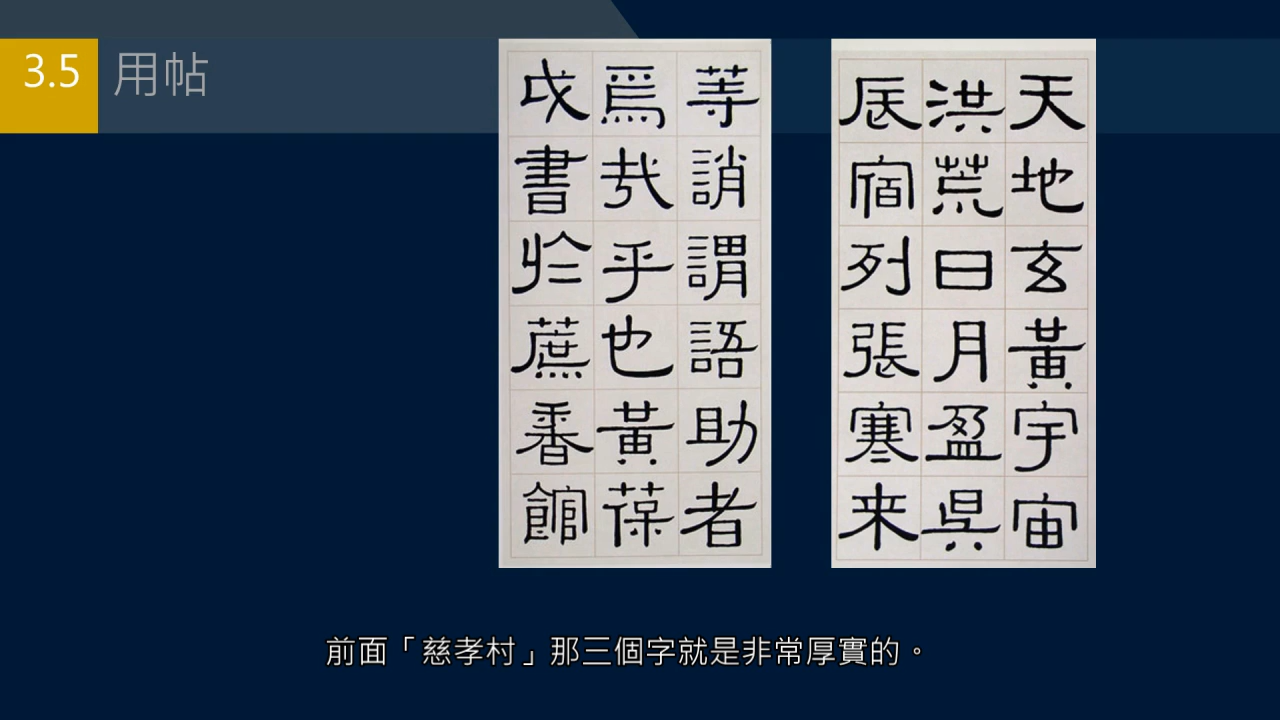 3.5 用帖
等誚謂語助者
焉哉乎也黃葆
戉書於蔗香館
天地玄黃宇宙
洪荒日月盈昃
辰宿列張寒来
前面「慈孝村」那三個字就是非常厚實的。